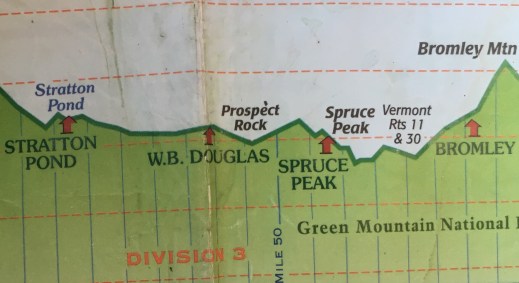 Bromley Mtn
Stratton
Pond
Prospect
Rock
Spruce
Peak
Vermont
Rts 11
& 30
STRATTON
POND
W.B. DOUGLAS
SPRUCE
PEAK
BROMLEY
Green Mountain National
DIVISION 3
MILE 50